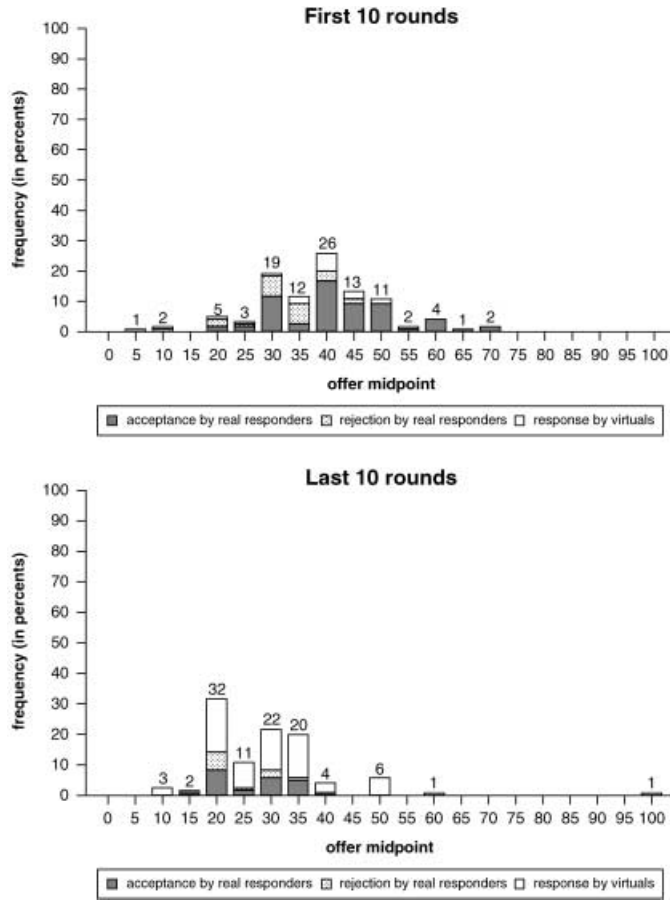 First 10 rounds
100
90
80
70
60
50
40
30
20
10
0
frequency (in percents)
1 2 5 3 19 12 26 13 11 2 4 1 2
0 5 10 15 20 25 30 35 40 45 50 55 60 65 70 75 80 85 90 95 100
offer midpoint
acceptance by real responders rejection by real responders response by virtuals
Last 10 rounds
100
90
80
70
60
50
40
30
20
10
0
frequency (in percents)
3 2 32 11 22 20 4 6 1 1
0 5 10 15 20 25 30 35 40 45 50 55 60 65 70 75 80 85 90 95 100
offer midpoint
acceptance by real responders rejection by real responders response by virtuals